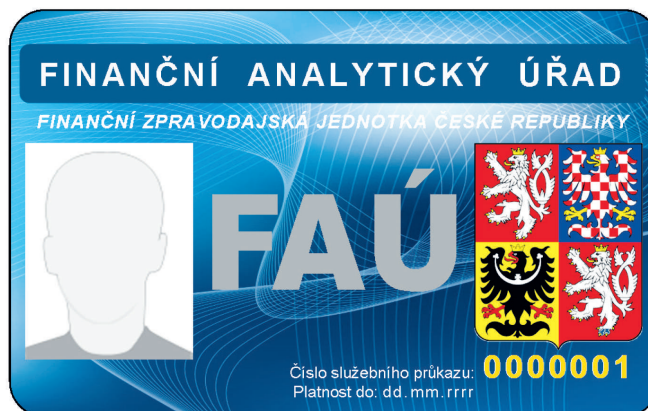 FINANČNÍ ANALYTICKÝ ÚŘAD
FINANČNÍ ZPRAVODAJSKÁ JEDNOTKA ČESKÉ REPUBLIKY
FAÚ
Číslo služebního průkazu: 0000001
Platnost do: dd.mm.rrrr